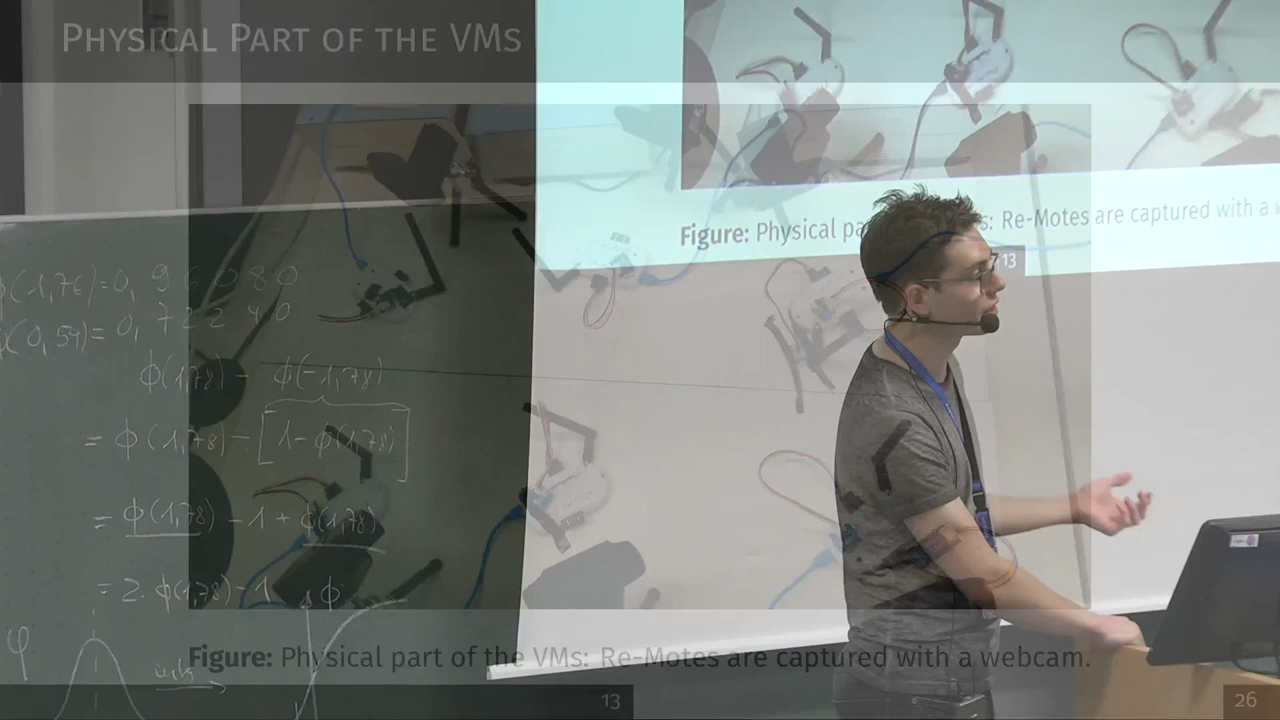 PHYSICAL PART OF THE VMS
Figure: Physical pa s: Re-Motes are captured with a w
13
ϕ(1,76)=0, 9 6 0 8 0
ϕ(0,59)= 0, 7 2 2 4 0
ϕ(1,78) - ϕ(-1,78)
= ϕ(1,78) - [1-ϕ(1,78)]
= ϕ(1,78) - 1 + ϕ(1,78)
= 2. ϕ(1,78) - 1
ϕ
φ
Figure: Physical part of the VMs: Re-Motes are captured with a webcam.
13
26